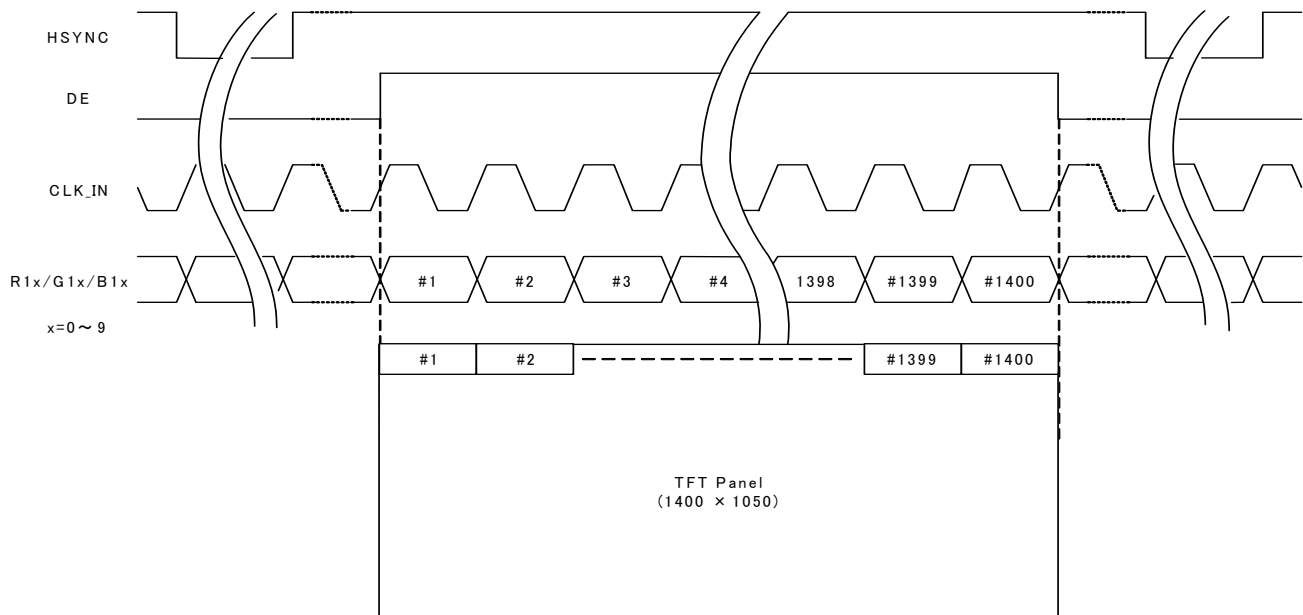 HSYNC
DE
CLK_IN
R1x/G1x/B1x
#1 #2 #3 #4 1398 #1399 #1400
x=0～9
#1 #2 #1399 #1400
TFT Panel
(1400 × 1050)